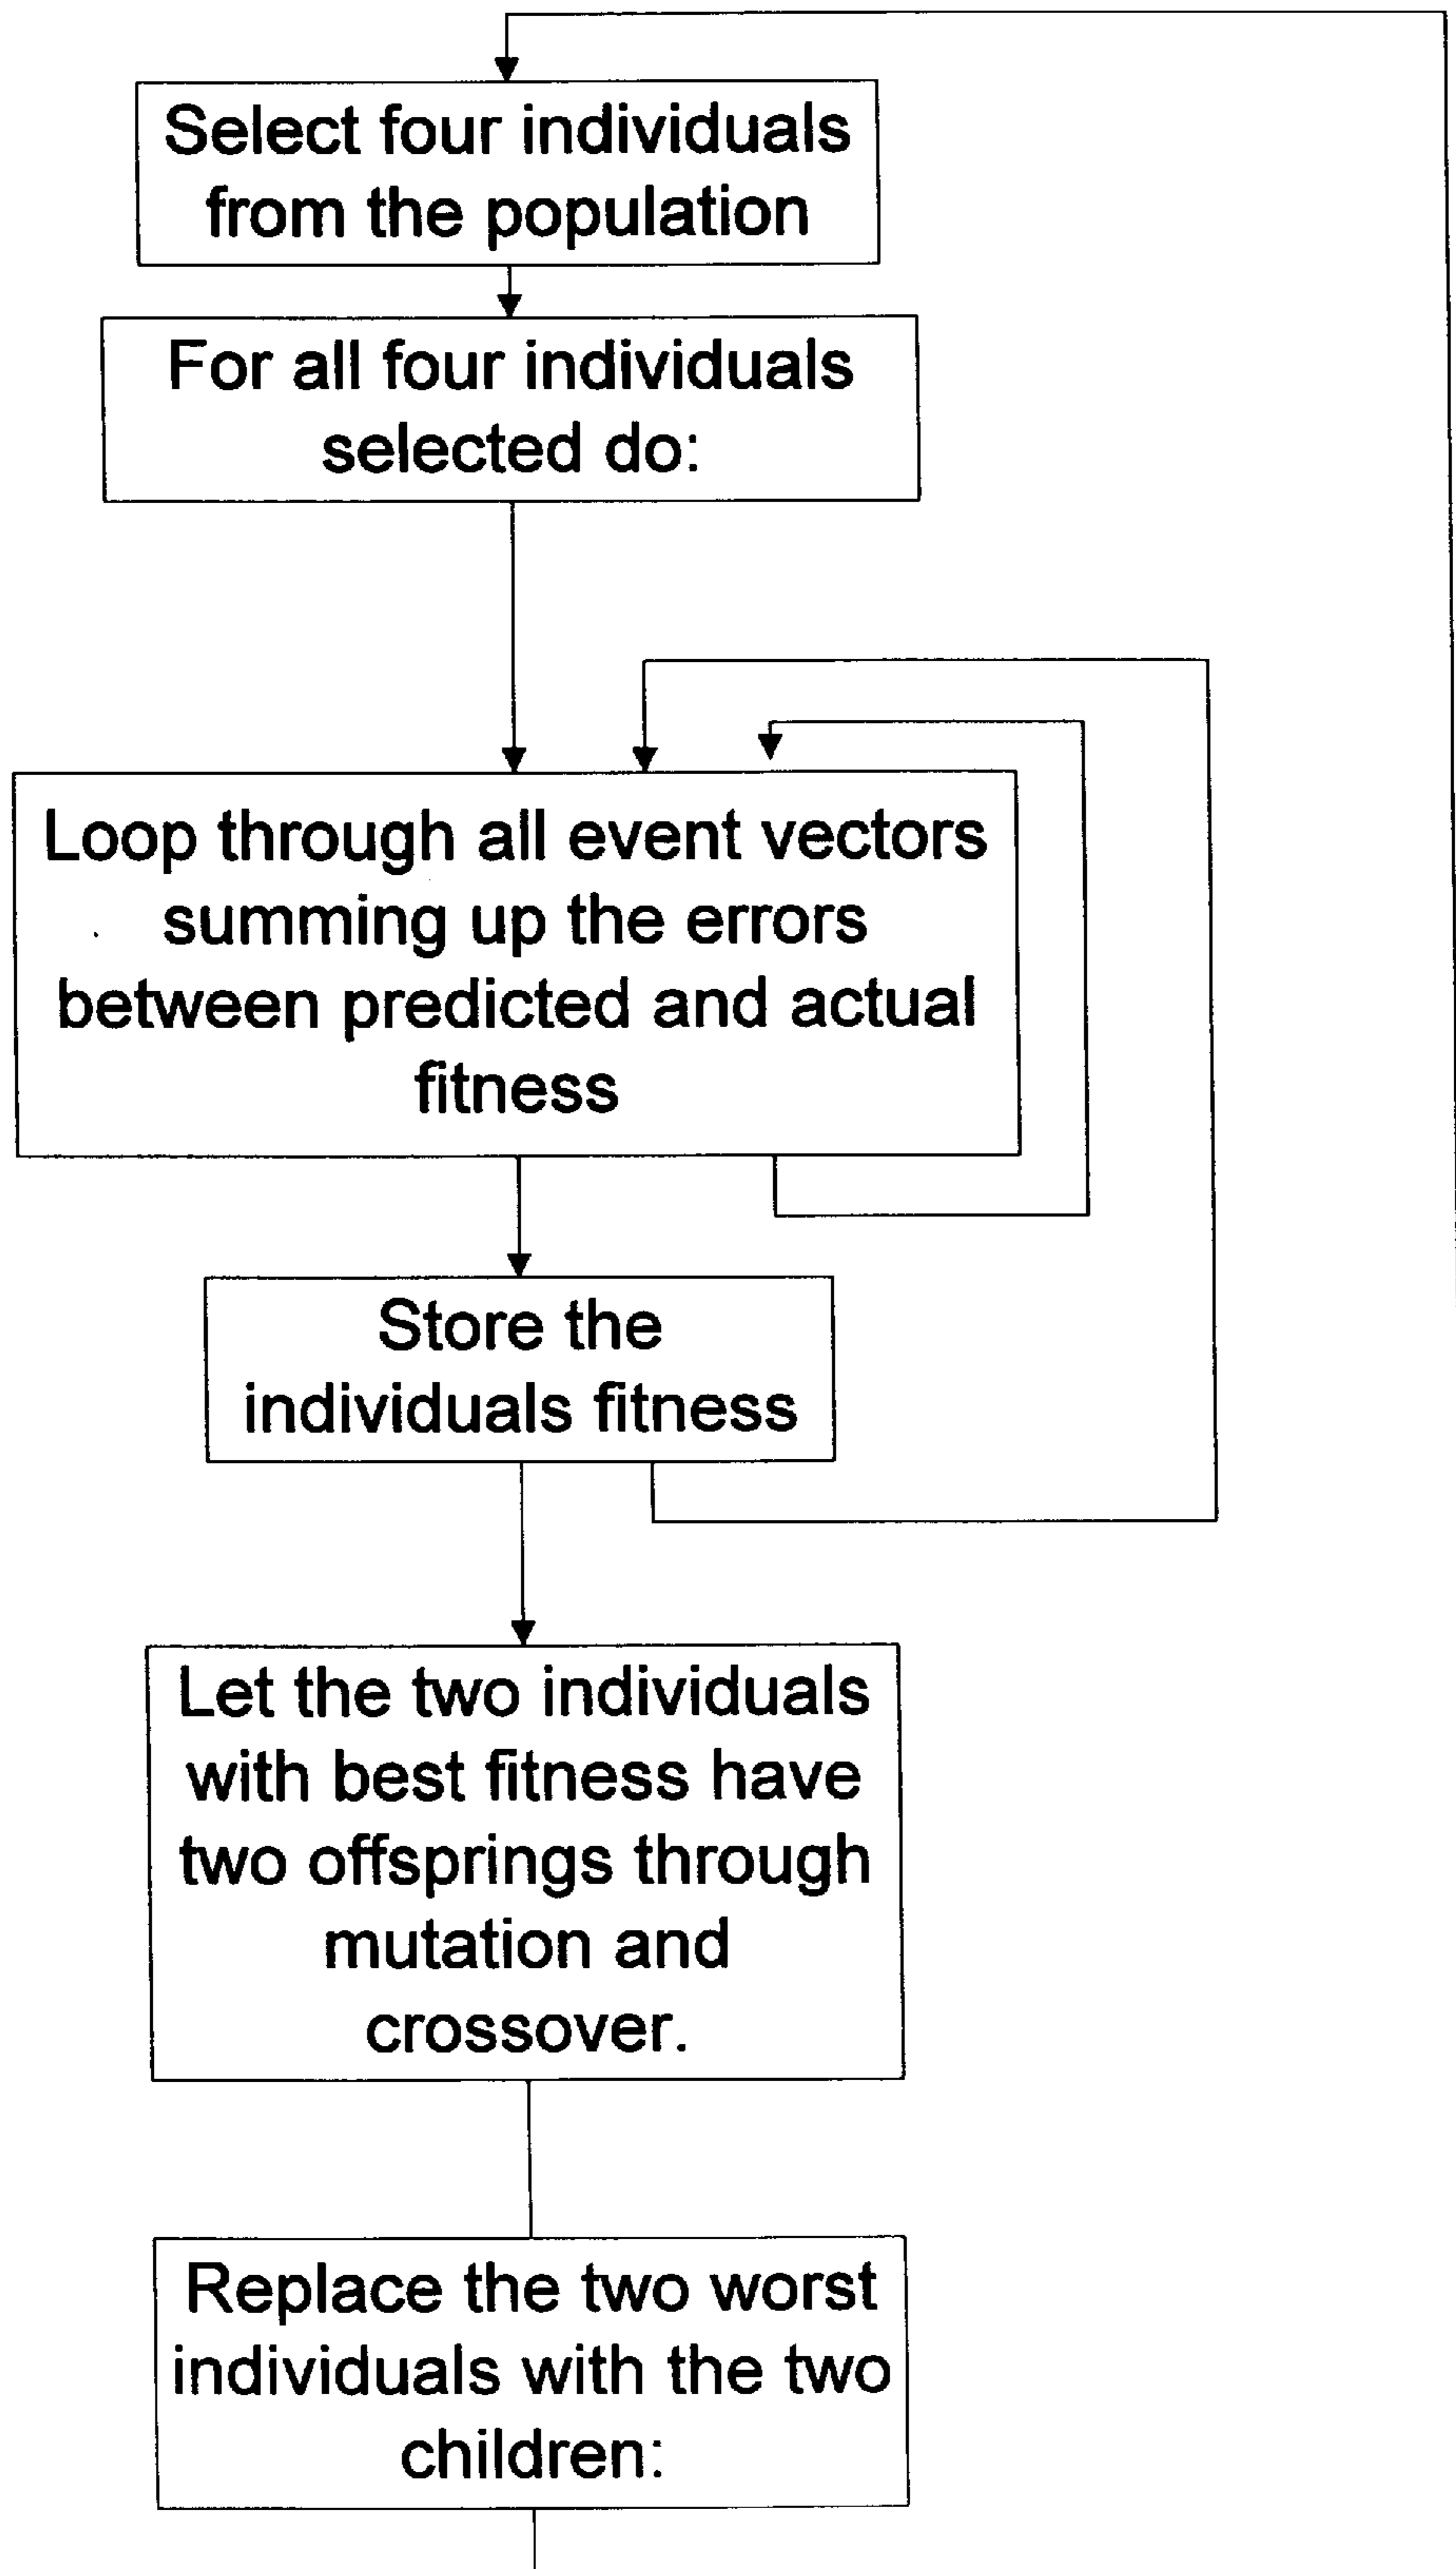 Select four individuals
from the population
For all four individuals
selected do:
Loop through all event vectors
summing up the errors
between predicted and actual
fitness
Store the
individuals fitness
Let the two individuals
with best fitness have
two offsprings through
mutation and
crossover.
Replace the two worst
individuals with the two
children: